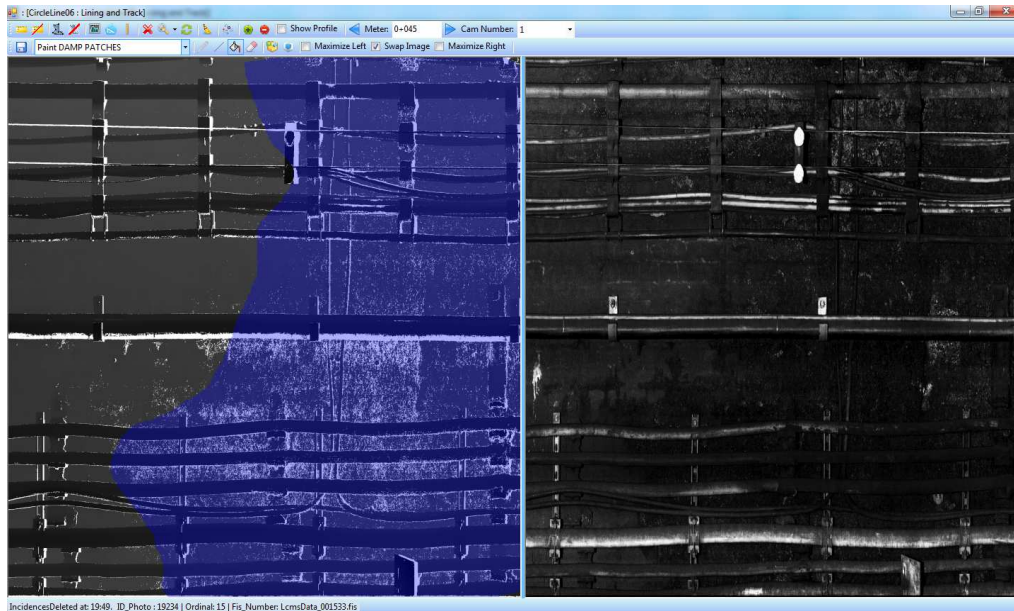 : [CircleLine06 : Lining and Track]
Show Profile Meter: 0+045 Cam Number: 1
Paint DAMP PATCHES Maximize Left Swap Image Maximize Right
IncidencesDeleted at: 19:49. ID_Photo : 19234 | Ordinal: 15 | Fis_Number: LcmsData_001533.fis